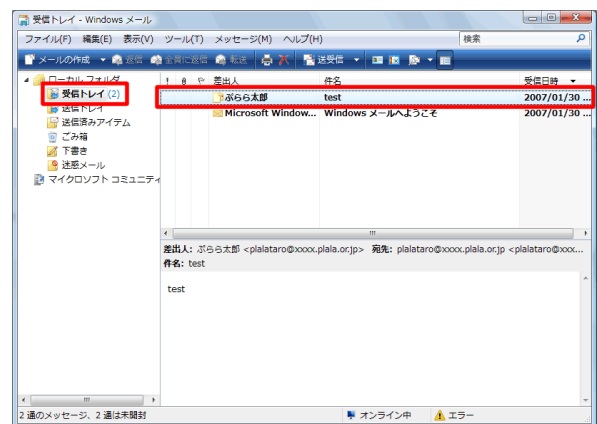 受信トレイ - Windows メール
ファイル(F) 編集(E) 表示(V) ツール(T) メッセージ(M) ヘルプ(H) 検索
メールの作成 返信 全員に返信 転送 送受信
ローカル フォルダ
受信トレイ (2)
送信トレイ
送信済みアイテム
ごみ箱
下書き
迷惑メール
マイクロソフト コミュニティ
! 差出人 件名 受信日時
ぷらら太郎 test 2007/01/30 ...
Microsoft Window... Windows メールへようこそ 2007/01/30 ...
差出人: ぷらら太郎 <plalataro@xxxx.plala.or.jp> 宛先: plalataro@xxxx.plala.or.jp <plalataro@xxx...
件名: test
test
2 通のメッセージ、2 通は未開封 オンライン中 エラー